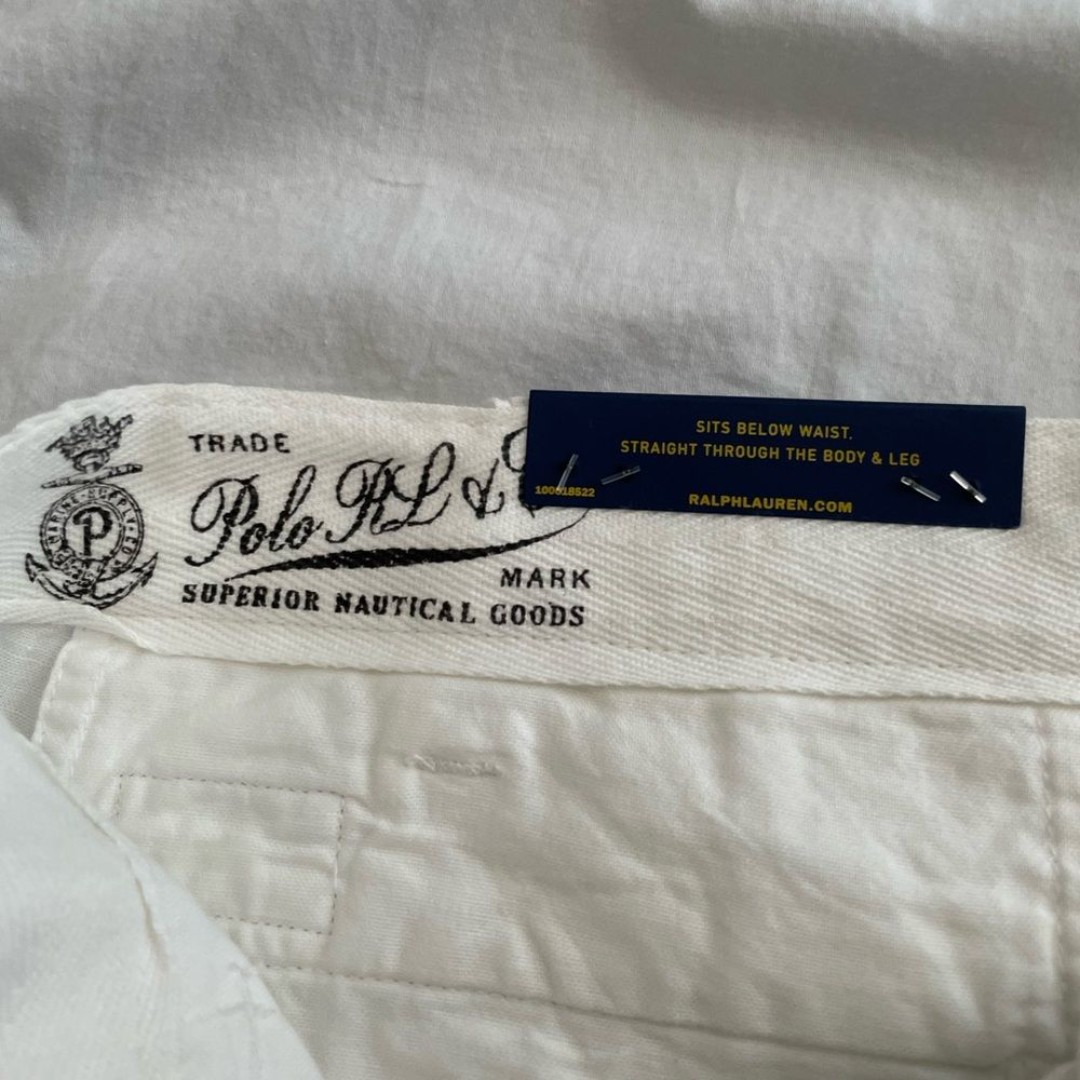 TRADE
Polo RL &
MARK
SUPERIOR NAUTICAL GOODS
P
SITS BELOW WAIST,
STRAIGHT THROUGH THE BODY & LEG
RALPHLAUREN.COM